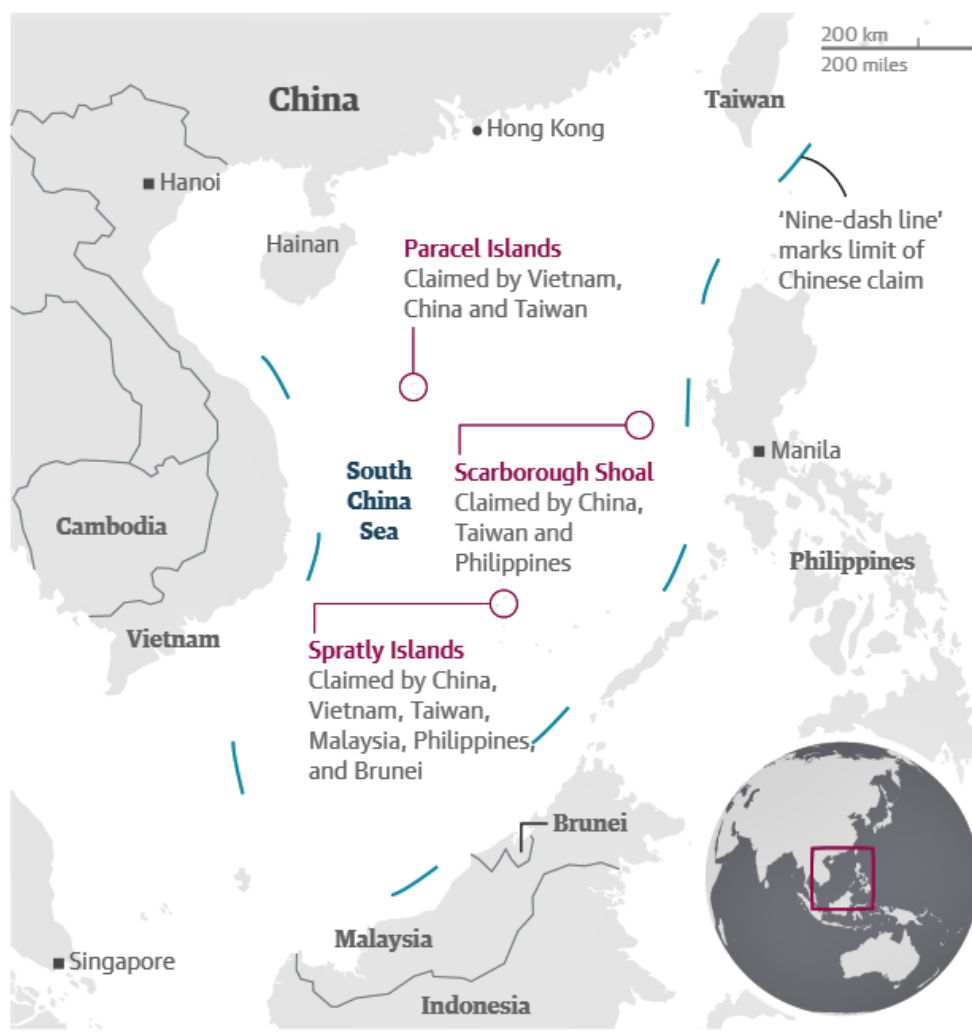 200 km
200 miles
China
Taiwan
Hong Kong
Hanoi
'Nine-dash line'
marks limit of
Chinese claim
Hainan
Paracel Islands
Claimed by Vietnam,
China and Taiwan
Manila
South
China
Sea
Scarborough Shoal
Claimed by China,
Taiwan and
Philippines
Cambodia
Philippines
Vietnam
Spratly Islands
Claimed by China,
Vietnam, Taiwan,
Malaysia, Philippines,
and Brunei
Brunei
Malaysia
Singapore
Indonesia